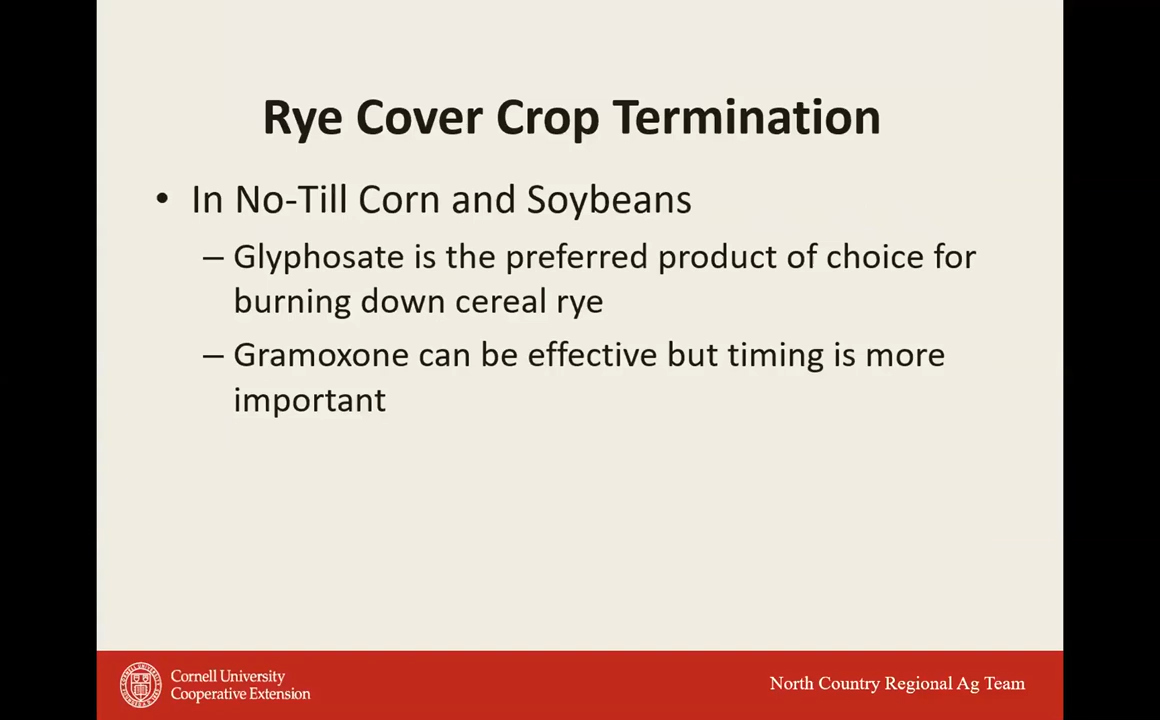 Rye Cover Crop Termination
• In No-Till Corn and Soybeans
– Glyphosate is the preferred product of choice for
burning down cereal rye
– Gramoxone can be effective but timing is more
important
Cornell University
Cooperative Extension
North Country Regional Ag Team